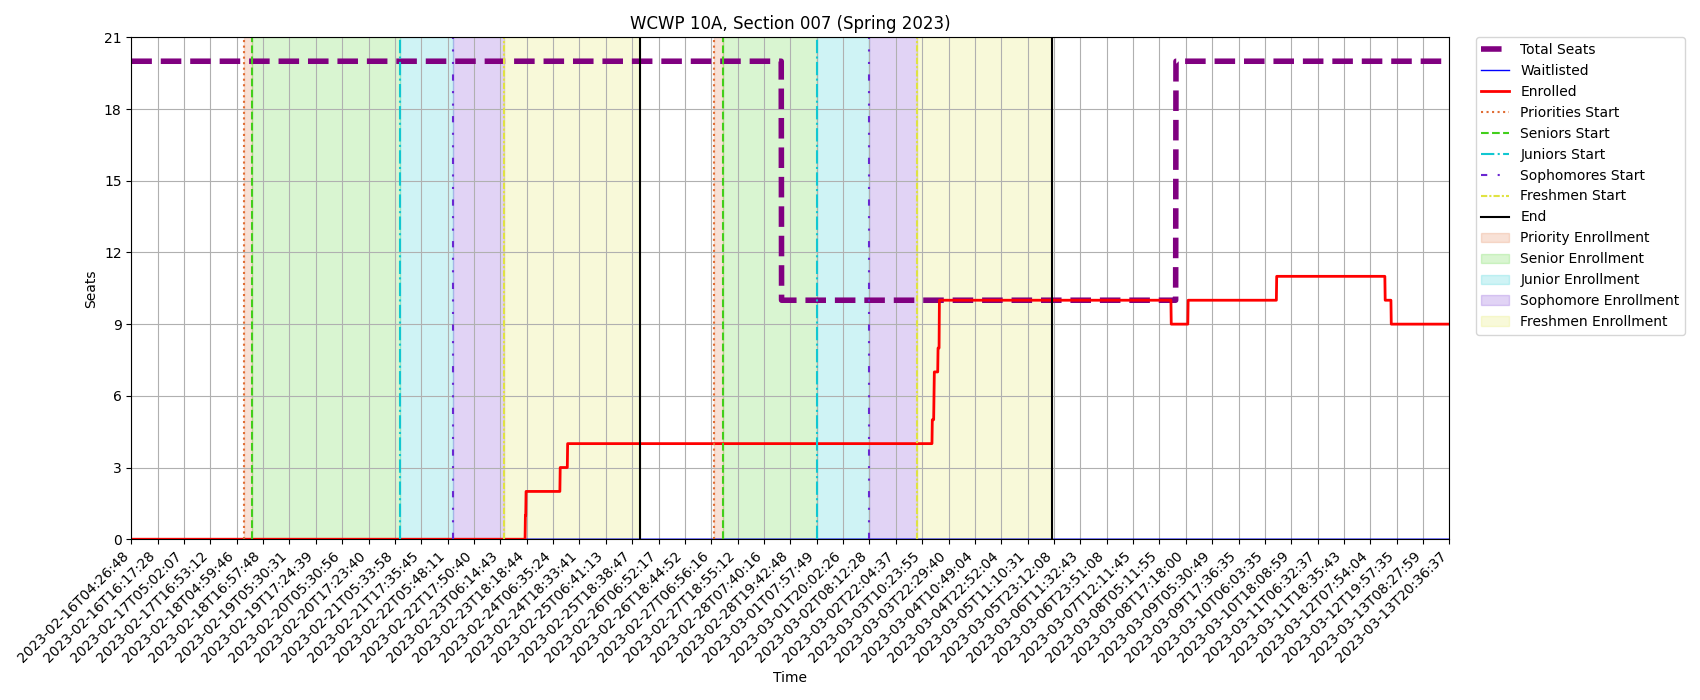 WCWP 10A, Section 007 (Spring 2023)
Seats
21
18
15
12
9
6
3
0
2023-02-16T04:26:48
2023-02-16T16:17:28
2023-02-17T05:02:07
2023-02-17T16:53:12
2023-02-18T04:59:46
2023-02-18T16:57:48
2023-02-19T05:30:31
2023-02-19T17:24:39
2023-02-20T05:30:56
2023-02-20T17:23:40
2023-02-21T05:33:58
2023-02-21T17:35:45
2023-02-22T05:48:11
2023-02-22T17:50:40
2023-02-23T06:14:43
2023-02-23T18:18:44
2023-02-24T06:35:24
2023-02-24T18:33:41
2023-02-25T06:41:13
2023-02-25T18:38:47
2023-02-26T06:52:17
2023-02-26T18:44:52
2023-02-27T06:56:16
2023-02-27T18:55:12
2023-02-28T07:40:16
2023-02-28T19:42:48
2023-03-01T07:57:49
2023-03-01T20:02:26
2023-03-02T08:12:28
2023-03-02T22:04:37
2023-03-03T10:23:55
2023-03-03T22:29:40
2023-03-04T10:49:04
2023-03-04T22:52:04
2023-03-05T11:10:31
2023-03-05T23:12:08
2023-03-06T11:32:43
2023-03-06T23:51:08
2023-03-07T12:11:45
2023-03-08T05:11:55
2023-03-08T17:18:00
2023-03-09T05:30:49
2023-03-09T17:36:35
2023-03-10T06:03:35
2023-03-10T18:08:59
2023-03-11T06:32:37
2023-03-11T18:35:43
2023-03-12T07:54:04
2023-03-12T19:57:35
2023-03-13T08:27:59
2023-03-13T20:36:37
Time
Total Seats
Waitlisted
Enrolled
Priorities Start
Seniors Start
Juniors Start
Sophomores Start
Freshmen Start
End
Priority Enrollment
Senior Enrollment
Junior Enrollment
Sophomore Enrollment
Freshmen Enrollment